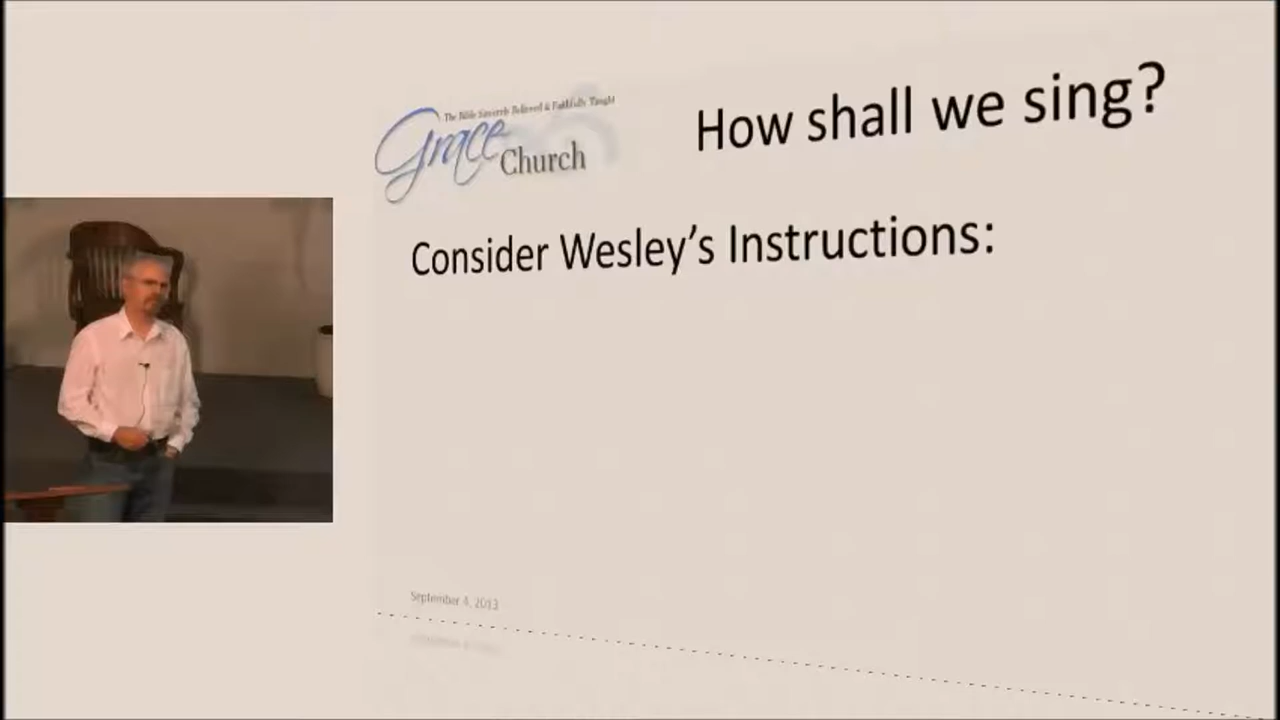 The Bible Sincerely Believed & Faithfully Taught
Grace
Church
How shall we sing?
Consider Wesley's Instructions:
September 4, 2013